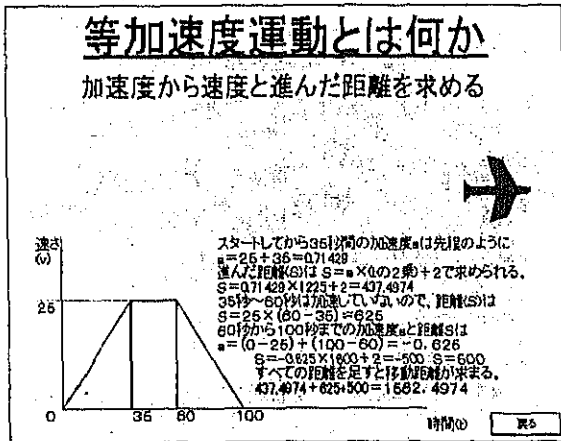 等加速度運動とは何か
加速度から速度と進んだ距離を求める
スタートしてから35秒間の加速度aは先程のように
a=25÷35=0.71429
進んだ距離(S)は S=a×(tの2乗)÷2で求められる。
S=0.71429×1225÷2=437.4974
35秒~60秒は加速していないので、距離(S)は
S=25×(60-35)=625
60秒から100秒までの加速度aと距離Sは
a=(0-25)÷(100-60)=-0.625
S=-0.625×1600÷2=-500 S=500
すべての距離を足すと移動距離が求まる。
437.4974+625+500=1562.4974
速さ
25
0
35
60
100
時間(t)
戻る